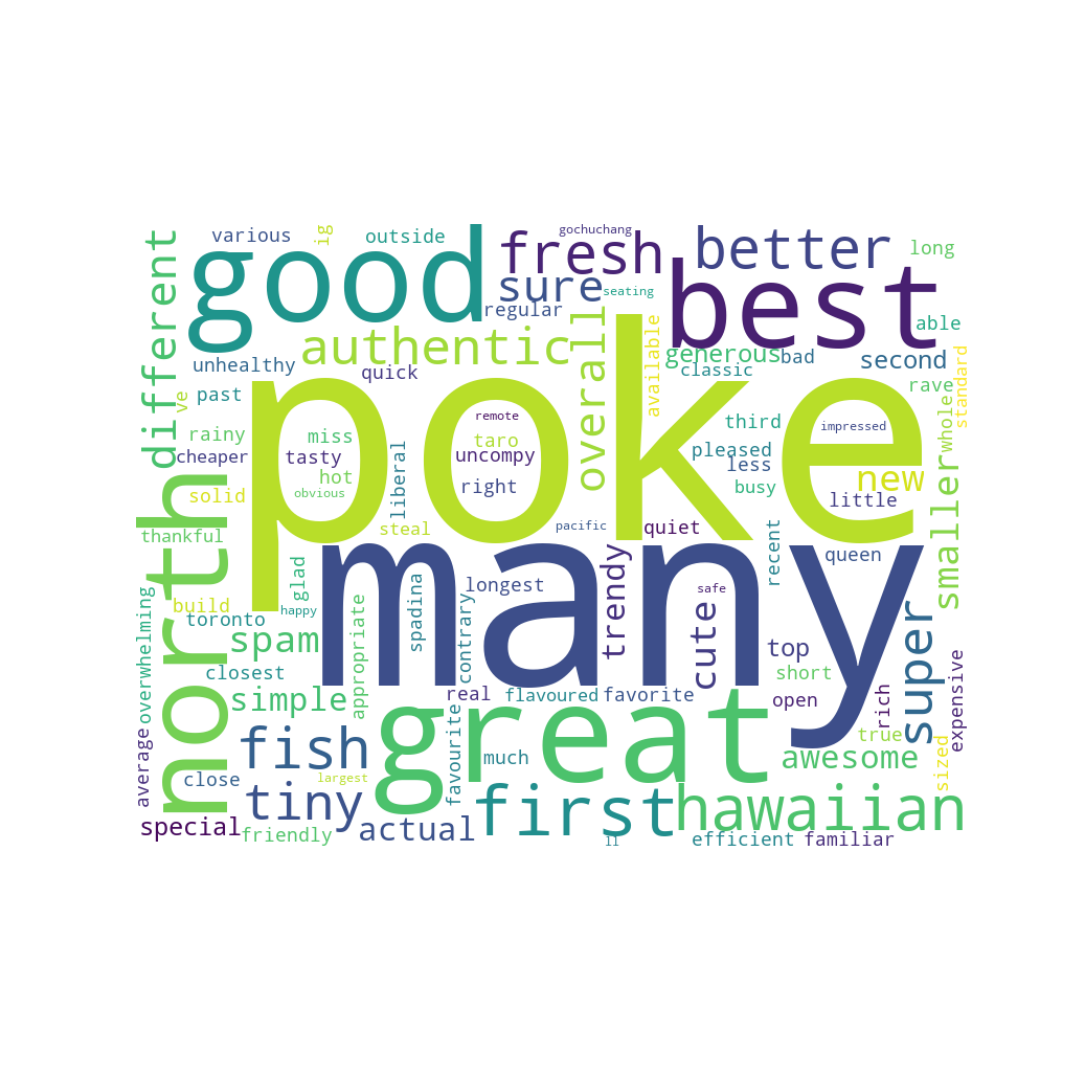 various
ig
outside
gochuchang
good
fresh
better
long
different
sure
seating
best
regular
able
authentic
overall
available
generous
bad
second
unhealthy
quick
classic
rave
standard
past
ve
poke
whole
rainy
miss
remote
taro
third
impressed
cheaper
tasty
uncompy
pleased
less
hot
liberal
right
busy
new
little
solid
obvious
smaller
north
thankful
steal
pacific
quiet
recent
queen
many
overwhelming
glad
longest
trendy
safe
build
happy
spadina
contrary
cute
super
toronto
appropriate
spam
top
closest
short
expensive
simple
real
flavoured
favorite
open
rich
great
fish
favourite
much
true
awesome
average
close
largest
sized
tiny
first
hawaiian
special
friendly
actual
ll
efficient
familiar